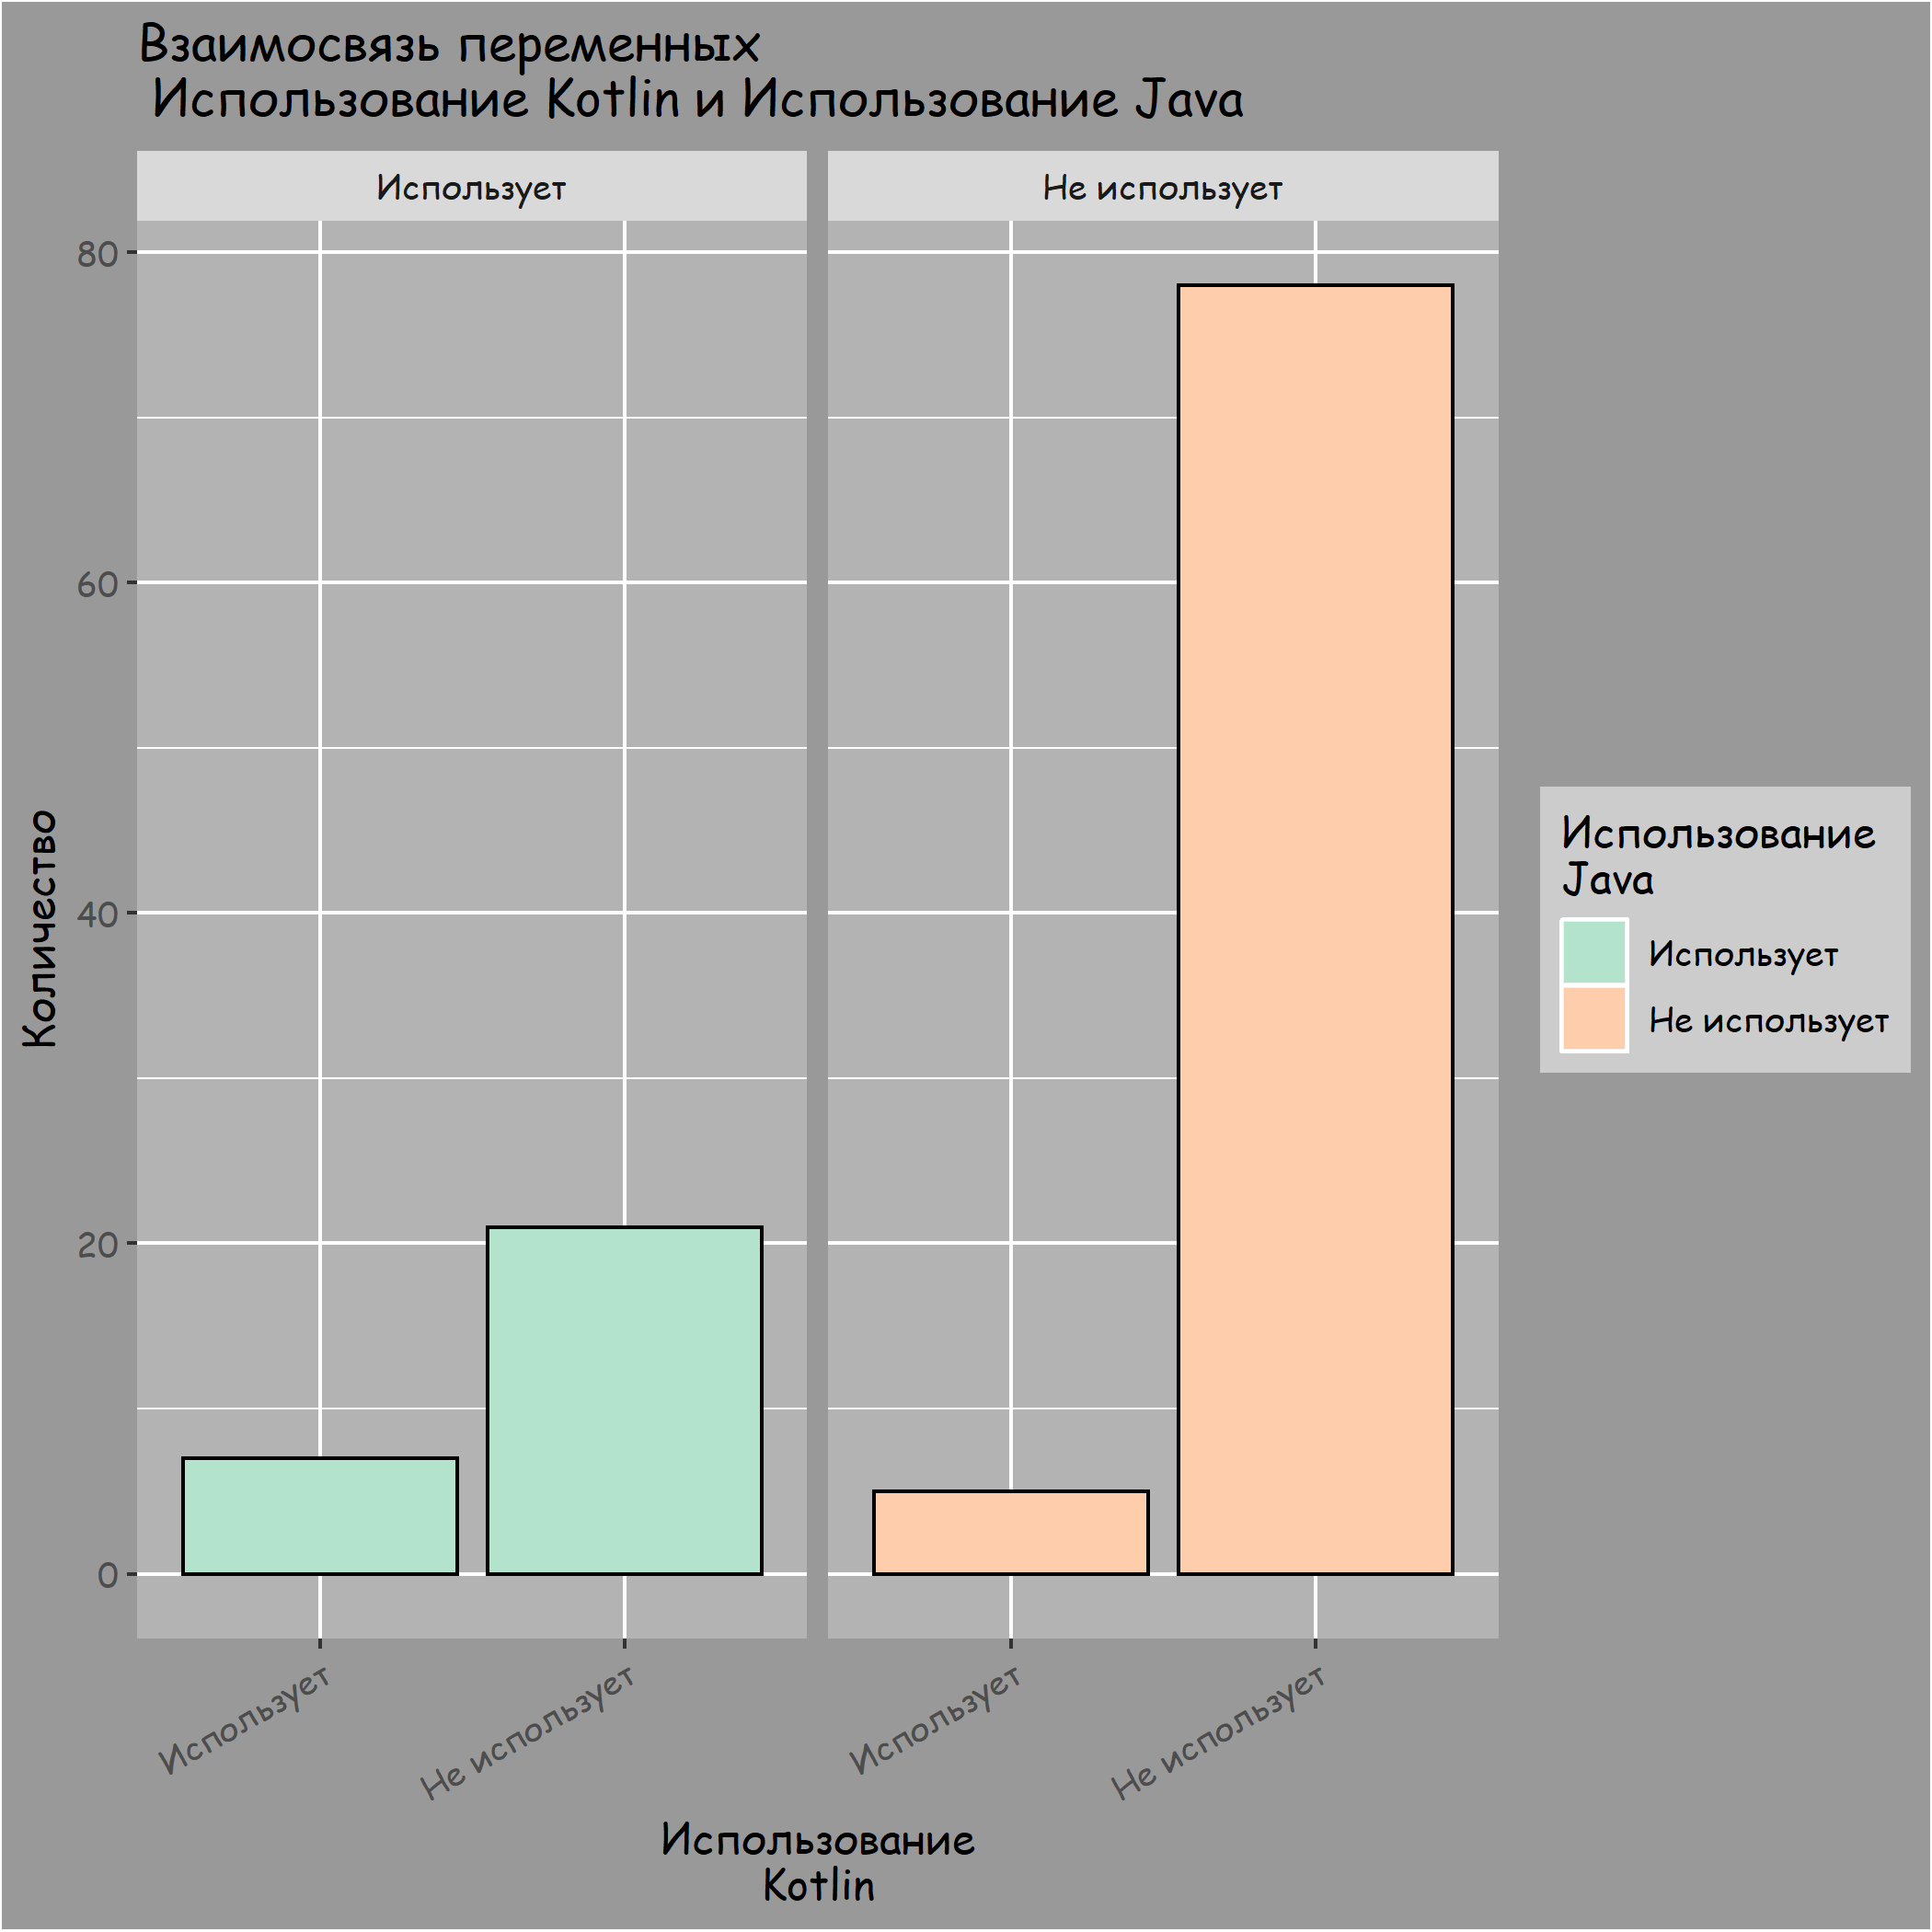 Взаимосвязь переменных
Использование Kotlin и Использование Java
Использует
Не использует
80
60
40
20
0
Количество
Использует
Не использует
Использует
Не использует
Использование
Kotlin
Использование
Java
Использует
Не использует